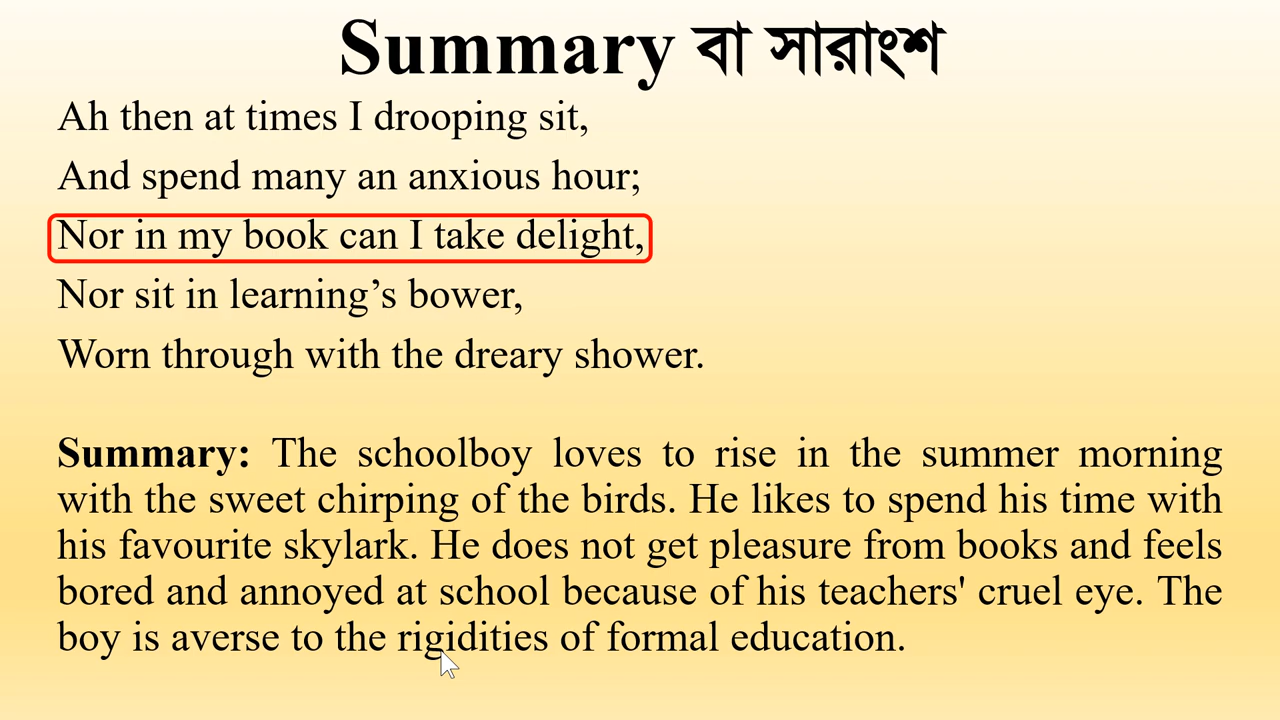 Summary বা সারাংশ
Ah then at times I drooping sit,
And spend many an anxious hour;
Nor in my book can I take delight,
Nor sit in learning’s bower,
Worn through with the dreary shower.
Summary: The schoolboy loves to rise in the summer morning
with the sweet chirping of the birds. He likes to spend his time with
his favourite skylark. He does not get pleasure from books and feels
bored and annoyed at school because of his teachers' cruel eye. The
boy is averse to the rigidities of formal education.